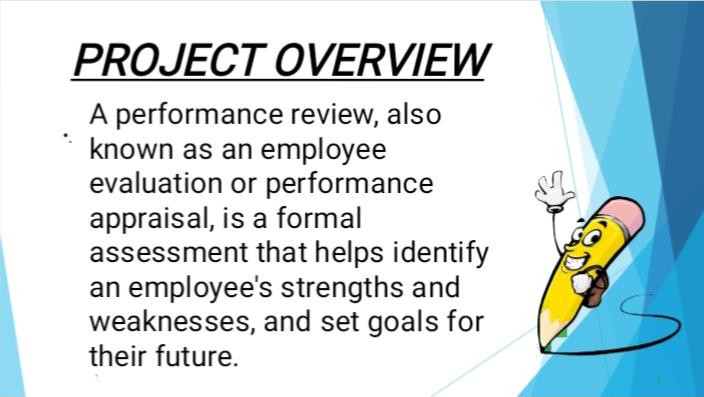 PROJECT OVERVIEW
A performance review, also
known as an employee
evaluation or performance
appraisal, is a formal
assessment that helps identify
an employee's strengths and
weaknesses, and set goals for
their future.